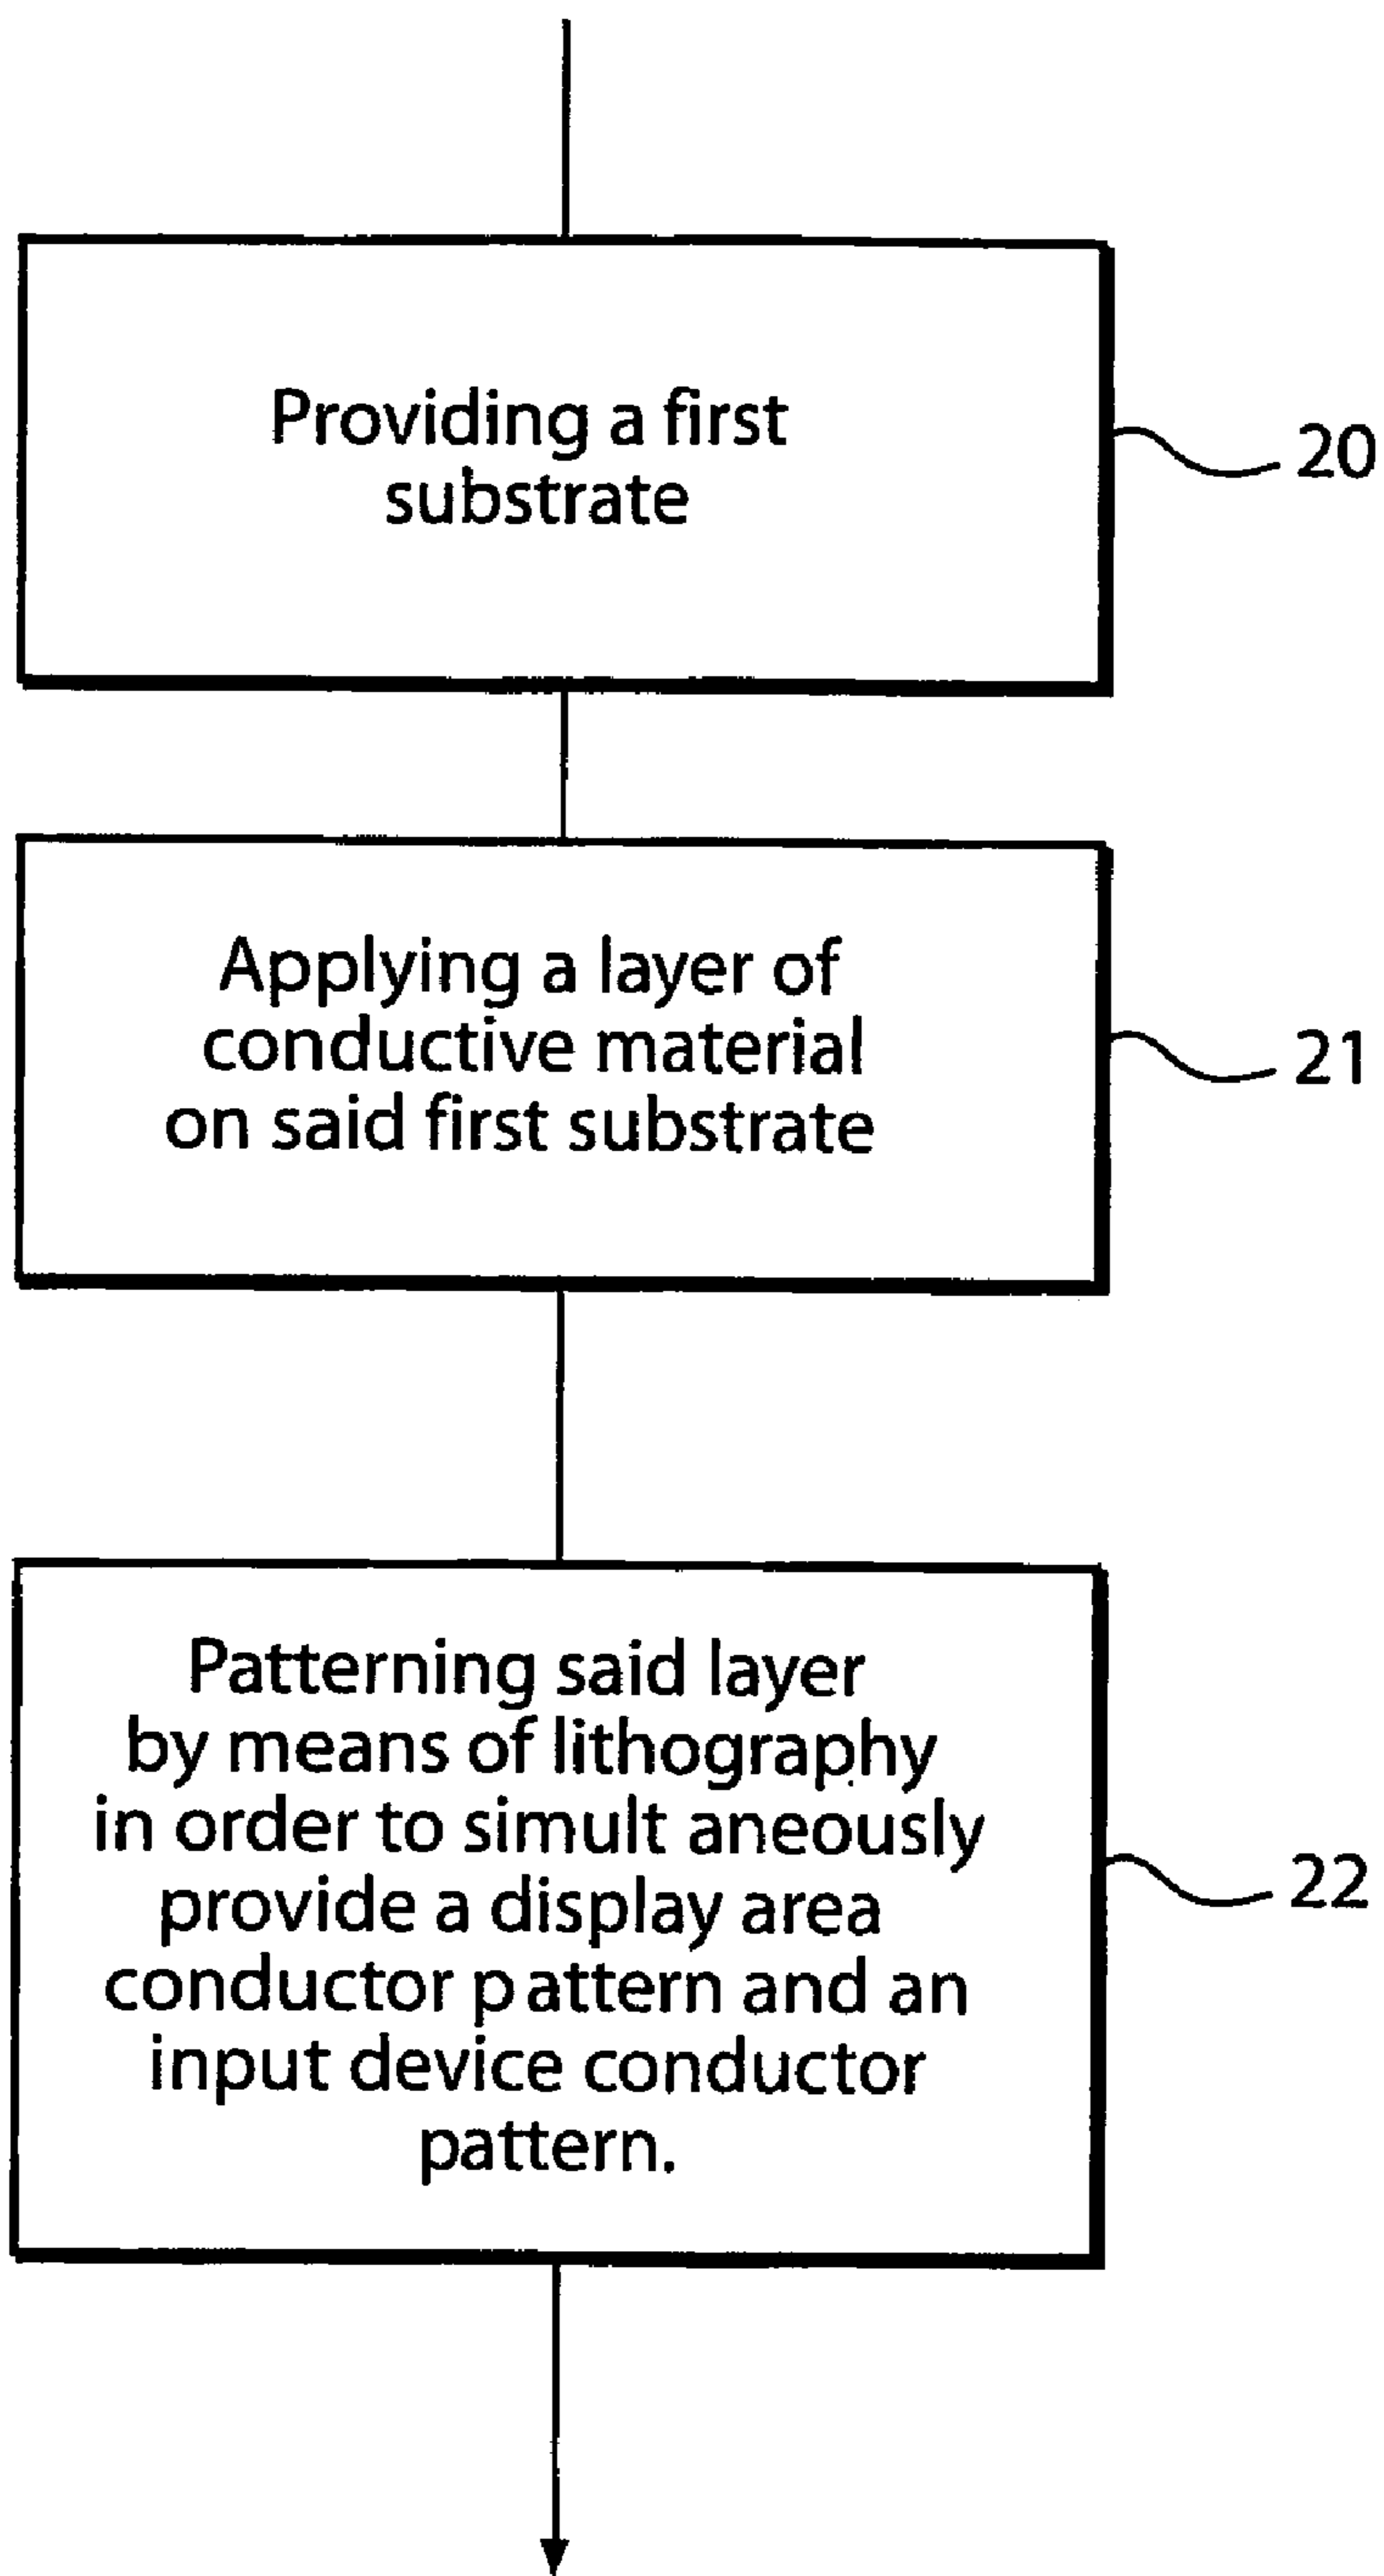 Providing a first
substrate
20
Applying a layer of
conductive material
on said first substrate
21
Patterning said layer
by means of lithography
in order to simult aneously
provide a display area
conductor p attern and an
input device conductor
pattern.
22